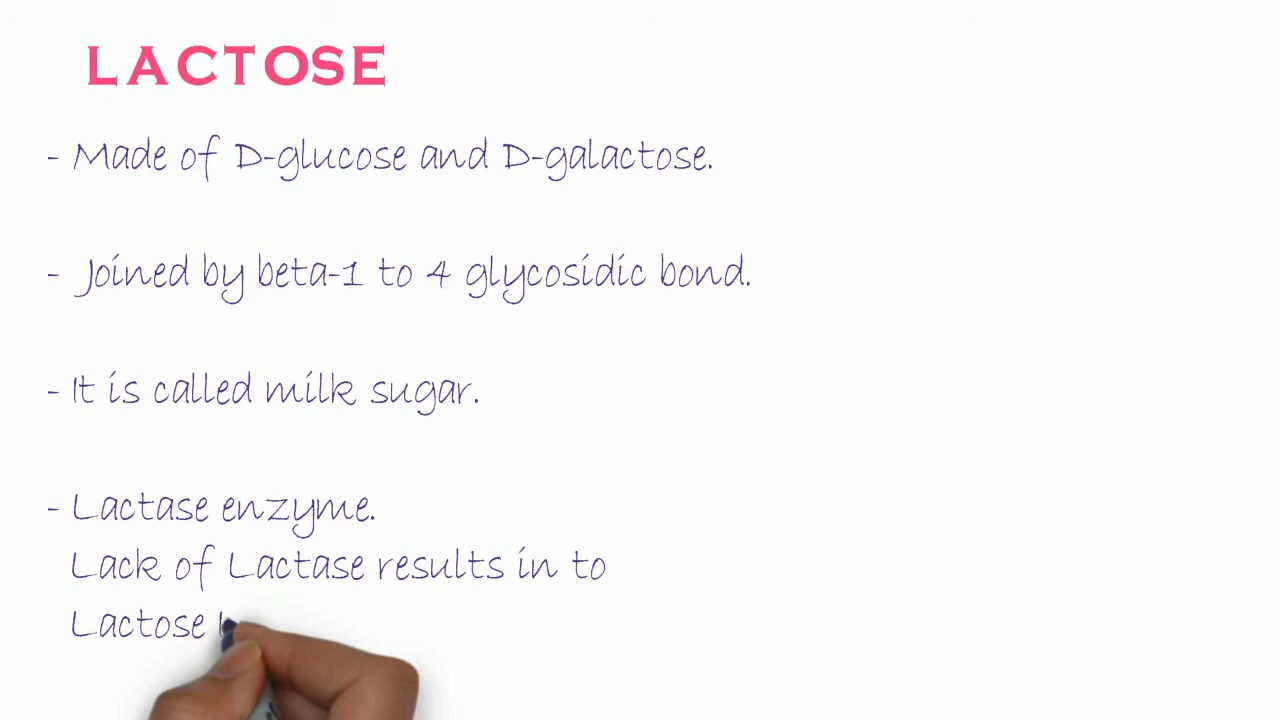 LACTOSE
- Made of D-glucose and D-galactose.
- Joined by beta-1 to 4 glycosidic bond.
- It is called milk sugar.
- Lactase enzyme.
Lack of Lactase results in to
Lactose